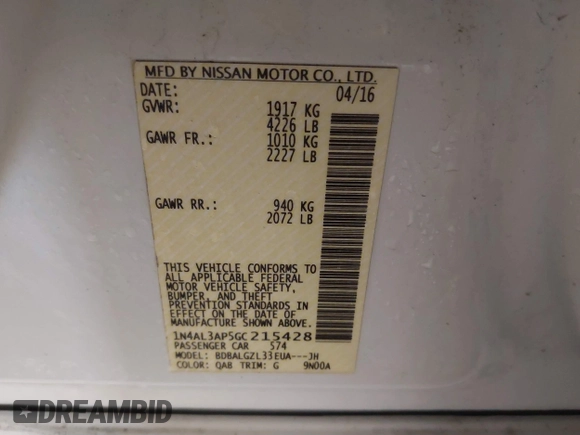 MFD BY NISSAN MOTOR CO., LTD.
DATE: 04/16
GVWR: 1917 KG
4226 LB
GAWR FR.: 1010 KG
2227 LB
GAWR RR.: 940 KG
2072 LB
THIS VEHICLE CONFORMS TO
ALL APPLICABLE FEDERAL
MOTOR VEHICLE SAFETY,
BUMPER, AND THEFT
PREVENTION STANDARDS IN
EFFECT ON THE DATE OF
MANUFACTURE SHOWN ABOVE.
1N4AL3AP5GC215428
PASSENGER CAR 574
MODEL: BDBALGZL33EUA---JH
COLOR: QAB TRIM: G 9N00A
DREAMBID